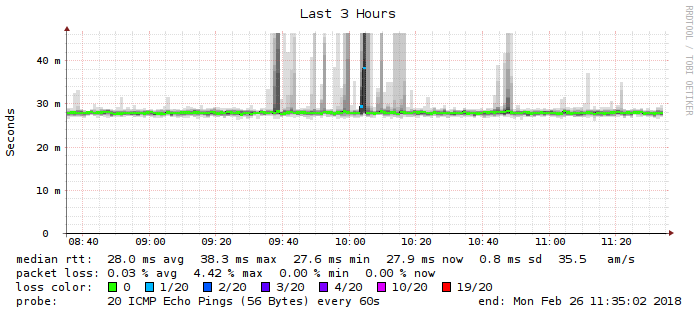 Last 3 Hours
RRDTOOL / TOBI OETIKER
Seconds
40 m
30 m
20 m
10 m
0
08:40 09:00 09:20 09:40 10:00 10:20 10:40 11:00 11:20
median rtt: 28.0 ms avg 38.3 ms max 27.6 ms min 27.9 ms now 0.8 ms sd 35.5 am/s
packet loss: 0.03 % avg 4.42 % max 0.00 % min 0.00 % now
loss color: 0 1/20 2/20 3/20 4/20 10/20 19/20
probe: 20 ICMP Echo Pings (56 Bytes) every 60s end: Mon Feb 26 11:35:02 2018